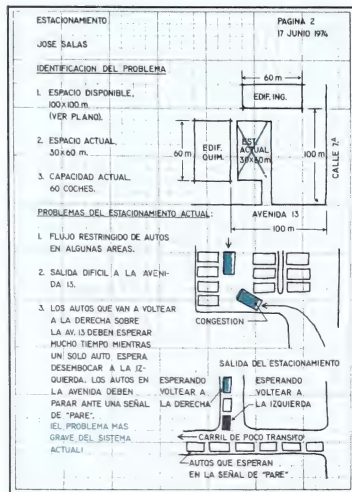 ESTACIONAMIENTO
PAGINA 2
17 JUNIO 1974
JOSE SALAS
IDENTIFICACION DEL PROBLEMA
1. ESPACIO DISPONIBLE,
100x100 m.
(VER PLANO).
2. ESPACIO ACTUAL,
30x60 m.
3. CAPACIDAD ACTUAL,
60 COCHES.
60 m
EDIF. ING.
60 m
EDIF.
QUIM.
EST.
ACTUAL
30x60 m
100 m
CALLE 7A
AVENIDA 13
100 m
PROBLEMAS DEL ESTACIONAMIENTO ACTUAL:
1. FLUJO RESTRINGIDO DE AUTOS
EN ALGUNAS AREAS.
2. SALIDA DIFICIL A LA AVENI-
DA 13.
3. LOS AUTOS QUE VAN A VOLTEAR
A LA DERECHA SOBRE
LA AV. 13 DEBEN ESPERAR
MUCHO TIEMPO MIENTRAS
UN SOLO AUTO ESPERA
DESEMBOCAR A LA IZ-
QUIERDA. LOS AUTOS EN
LA AVENIDA DEBEN
PARAR ANTE UNA SEÑAL
DE "PARE".
(EL PROBLEMA MAS
GRAVE DEL SISTEMA
ACTUAL)
CONGESTION
SALIDA DEL ESTACIONAMIENTO
ESPERANDO
VOLTEAR A
LA DERECHA
ESPERANDO
VOLTEAR A
LA IZQUIERDA
CARRIL DE POCO TRANSITO
AUTOS QUE ESPERAN
EN LA SEÑAL DE "PARE"